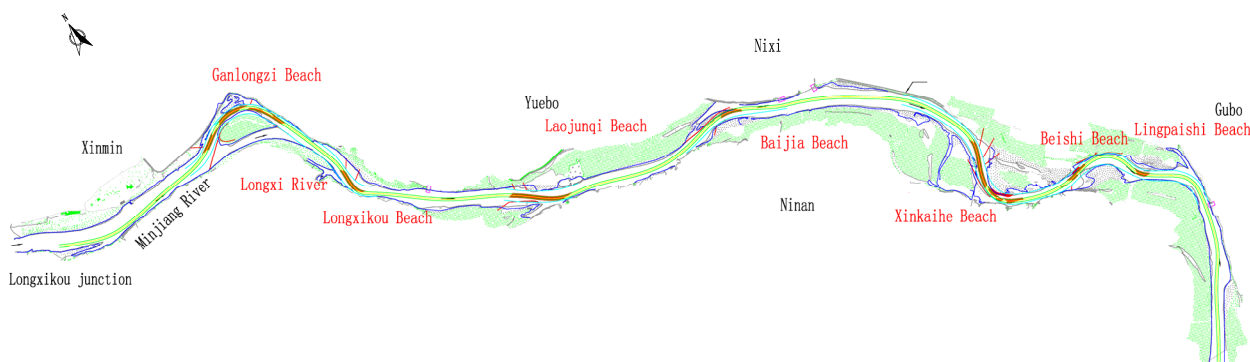 N
Nixi
Ganlongzi Beach
Yuebo
Gubo
Laojunqi Beach
Lingpaishi Beach
Beishi Beach
Baijia Beach
Xinmin
Longxi River
Ninan
Minjiang River
Longxikou Beach
Xinkaihe Beach
Longxikou junction